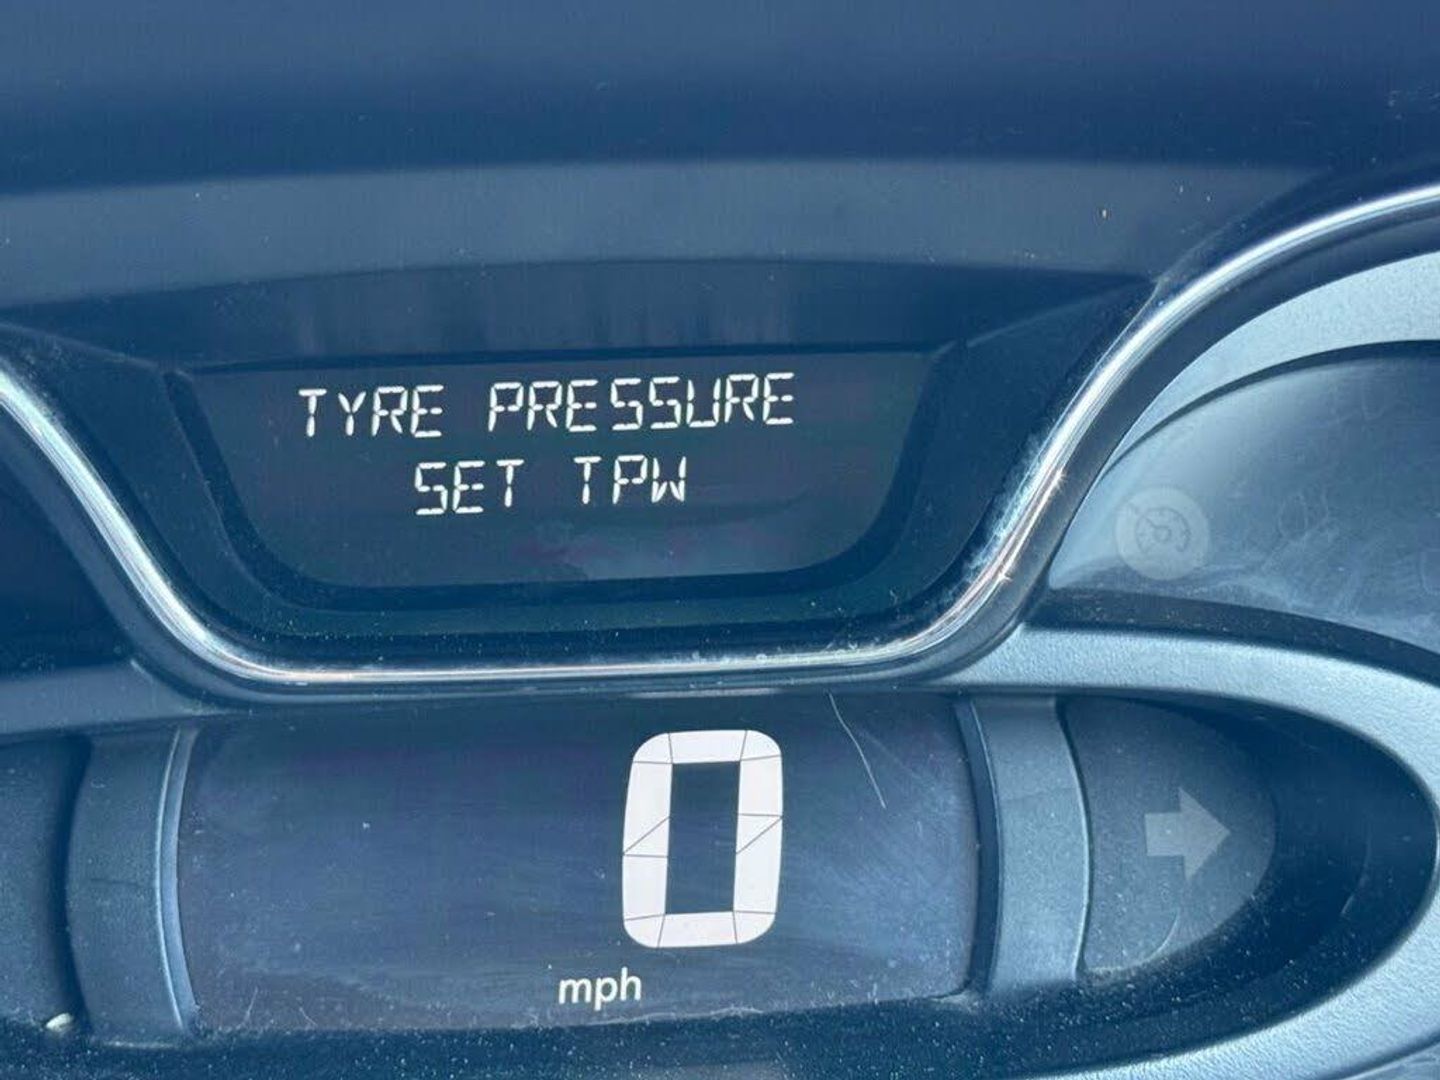 TYRE PRESSURE
SET TPW
0
mph